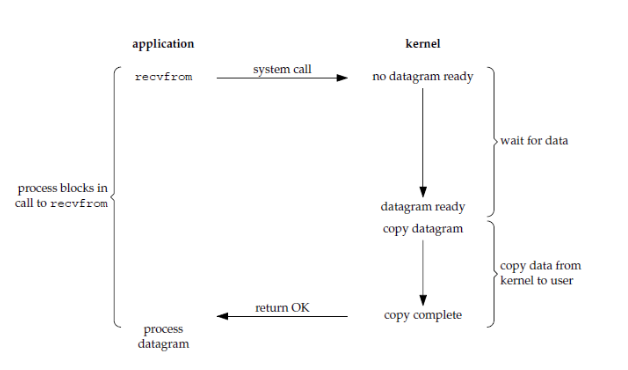 application
kernel
recvfrom
system call
no datagram ready
wait for data
process blocks in
call to recvfrom
datagram ready
copy datagram
copy data from
kernel to user
return OK
copy complete
process
datagram